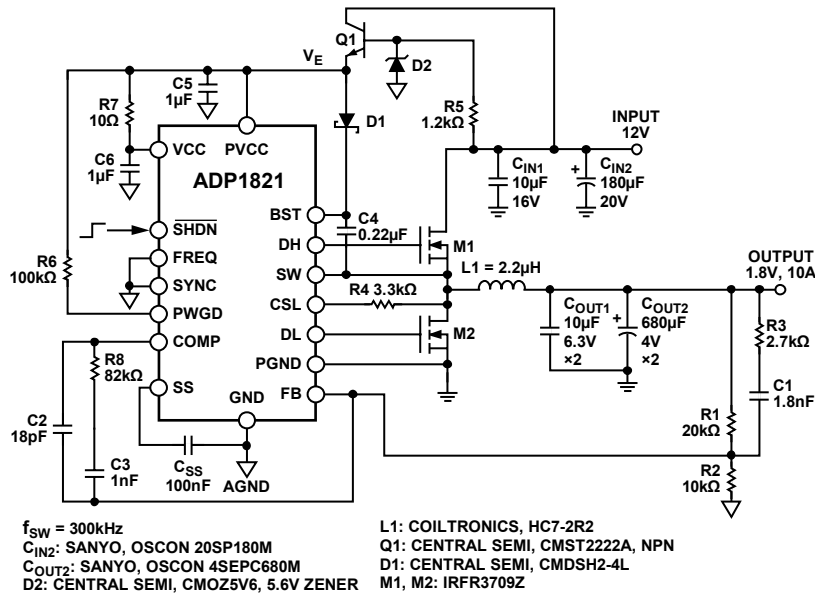 Q1
VE
D2
C5
1µF
R7
10Ω
D1
R5
1.2kΩ
INPUT
12V
C6
1µF
VCC
PVCC
ADP1821
CIN1
10µF
16V
+
CIN2
180µF
20V
BST
C4
0.22µF
SHDN
DH
M1
R6
100kΩ
FREQ
SW
L1 = 2.2µH
OUTPUT
1.8V, 10A
SYNC
CSL
R4 3.3kΩ
PWGD
DL
M2
COUT1
10µF
6.3V
×2
+
COUT2
680µF
4V
×2
R3
2.7kΩ
COMP
R8
82kΩ
PGND
SS
GND
FB
C1
1.8nF
C2
18pF
R1
20kΩ
C3
1nF
CSS
100nF
AGND
R2
10kΩ
fSW = 300kHz
CIN2: SANYO, OSCON 20SP180M
COUT2: SANYO, OSCON 4SEPC680M
D2: CENTRAL SEMI, CMOZ5V6, 5.6V ZENER
L1: COILTRONICS, HC7-2R2
Q1: CENTRAL SEMI, CMST2222A, NPN
D1: CENTRAL SEMI, CMDSH2-4L
M1, M2: IRFR3709Z